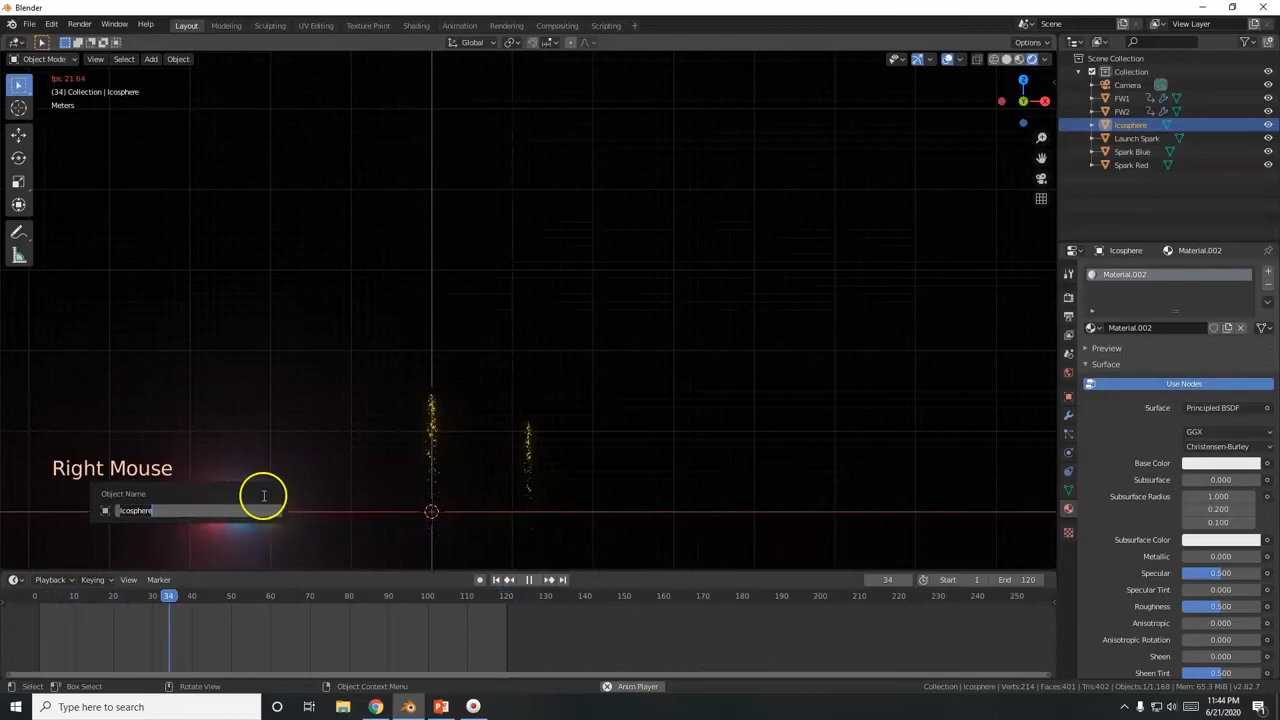 Blender
File Edit Render Window Help Layout Modeling Sculpting UV Editing Texture Paint Shading Animation Rendering Compositing Scripting + Scene View Layer
Global Options
Object Mode View Select Add Object
fps: 21.64
(34) Collection | Icosphere
Meters
Z
X
Y
Scene Collection
Collection
Camera
FW1
FW2
Icosphere
Launch Spark
Spark Blue
Spark Red
Icosphere Material.002
Material.002
Material.002
Preview
Surface
Use Nodes
Surface Principled BSDF
GGX
Christensen-Burley
Base Color
Subsurface 0.000
Subsurface Radius 1.000
0.200
0.100
Subsurface Color
Metallic 0.000
Specular 0.500
Specular Tint 0.000
Roughness 0.500
Anisotropic 0.000
Anisotropic Rotation 0.000
Sheen 0.000
Sheen Tint 0.500
Right Mouse
Object Name
Icosphere
Playback Keying View Marker 34 Start 1 End 120
0 10 20 30 34 40 50 60 70 80 90 100 110 120 130 140 150 160 170 180 190 200 210 220 230 240 250
Select Box Select Rotate View Object Context Menu Anim Player Collection | Icosphere | Verts:214 | Faces:401 | Tris:402 | Objects:1/1,168 | Mem: 65.3 MiB | v2.82.7
Type here to search
11:44 PM
6/21/2020